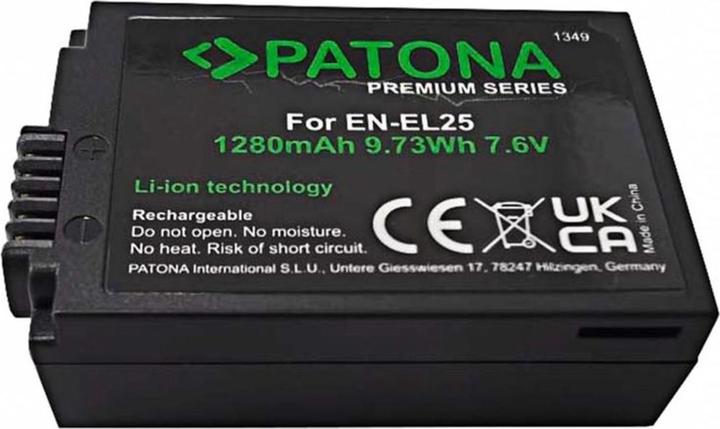 PATONA
1349
PREMIUM SERIES
For EN-EL25
1280mAh 9.73Wh 7.6V
Li-ion technology
Rechargeable
Do not open. No moisture.
No heat. Risk of short circuit.
CE
UK
CA
Made in China
PATONA International S.L.U., Untere Giesswiesen 17, 78247 Hilzingen, Germany